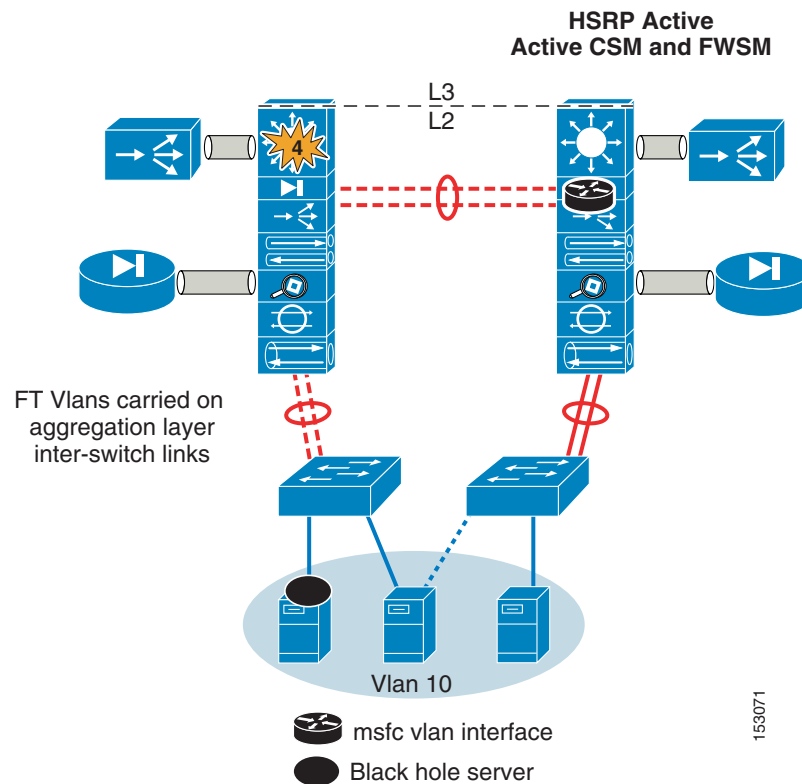 HSRP Active
Active CSM and FWSM
L3
L2
4
FT Vlans carried on
aggregation layer
inter-switch links
Vlan 10
msfc vlan interface
Black hole server
153071